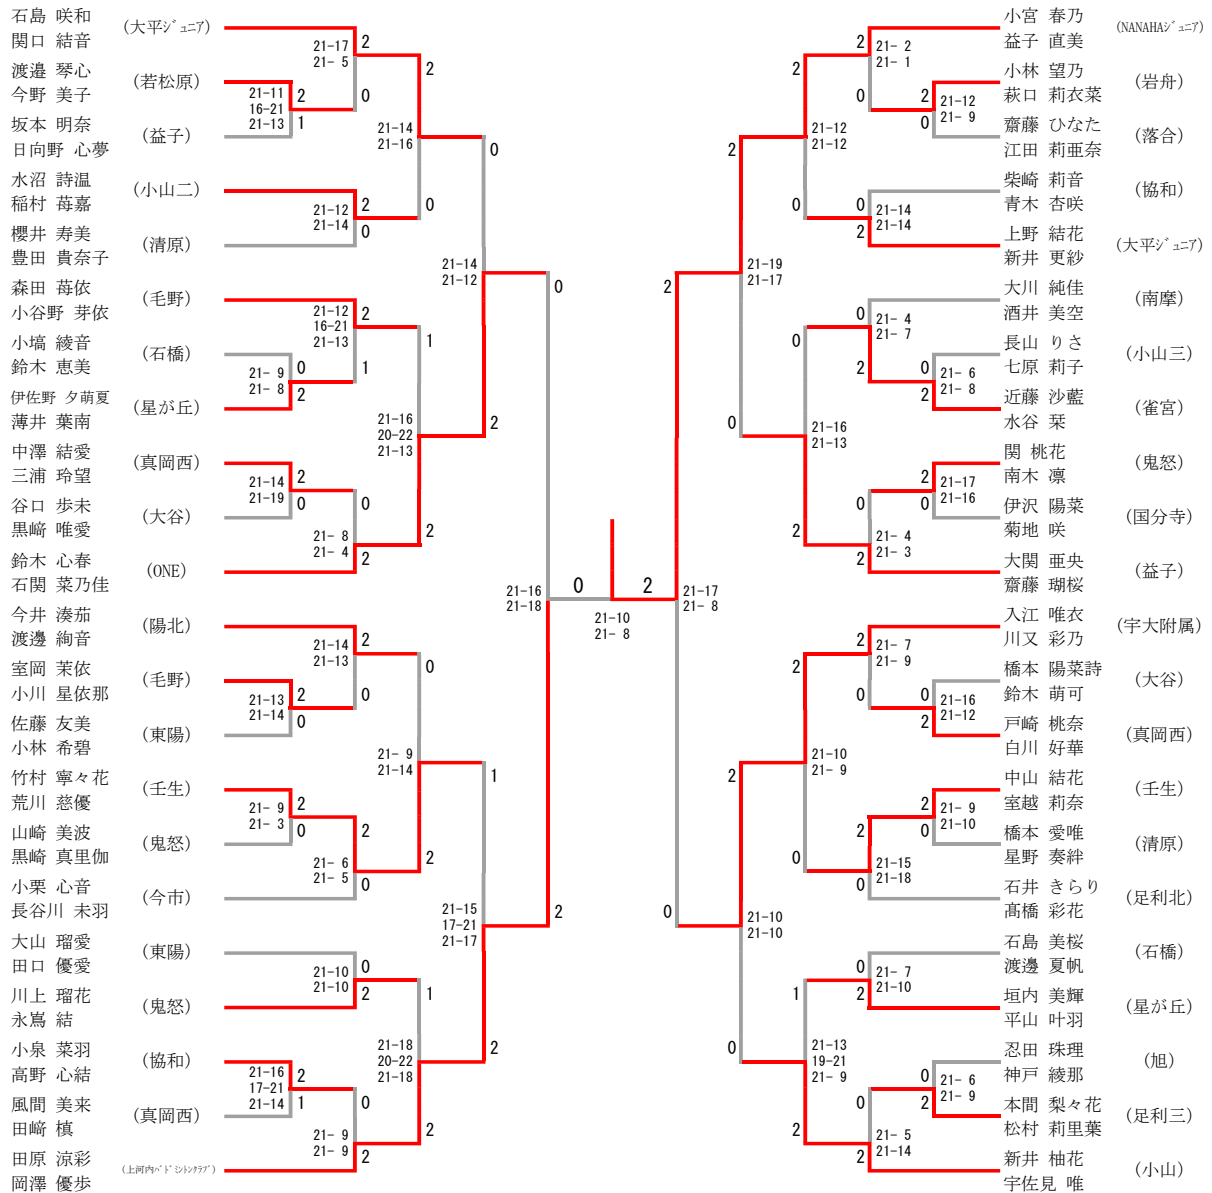 石島 咲和
関口 結音
(大平ジュニア)
渡邉 琴心
今野 美子
(若松原)
坂本 明奈
日向野 心夢
(益子)
水沼 詩温
稲村 苺嘉
(小山二)
櫻井 寿美
豊田 貴奈子
(清原)
森田 苺依
小谷野 芽依
(毛野)
小塙 綾音
鈴木 恵美
(石橋)
伊佐野 夕萌夏
薄井 葉南
(星が丘)
中澤 結愛
三浦 玲望
(真岡西)
谷口 歩未
黒﨑 唯愛
(大谷)
鈴木 心春
石関 菜乃佳
(ONE)
今井 湊茄
渡邊 絢音
(陽北)
室岡 茉依
小川 星依那
(毛野)
佐藤 友美
小林 希碧
(東陽)
竹村 寧々花
荒川 慈優
(壬生)
山崎 美波
黒崎 真里伽
(鬼怒)
小栗 心音
長谷川 未羽
(今市)
大山 瑠愛
田口 優愛
(東陽)
川上 瑠花
永嶌 結
(鬼怒)
小泉 菜羽
高野 心結
(協和)
風間 美来
田﨑 槙
(真岡西)
田原 涼彩
岡澤 優歩
(上河内バドミントンクラブ)
21-17
21- 5
2
0
21-11
16-21
21-13
2
1
21-14
21-16
2
0
21-12
21-14
2
0
21-14
21-12
0
2
21-12
16-21
21-13
2
1
21- 9
21- 8
0
2
21-16
20-22
21-13
1
2
21-14
21-19
2
0
21- 8
21- 4
0
2
21-16
21-18
0
2
21-14
21-13
2
0
21-13
21-14
2
0
21- 9
21-14
0
2
21- 9
21- 3
2
0
21- 6
21- 5
2
0
21-15
17-21
21-17
1
2
21-10
21-10
0
2
21-18
20-22
21-18
1
2
21-16
17-21
21-14
2
1
21- 9
21- 9
0
2
0
2
21-10
21- 8
小宮 春乃
益子 直美
(NANAHAジュニア)
小林 望乃
萩口 莉衣菜
(岩舟)
齋藤 ひなた
江田 莉亜奈
(落合)
柴崎 莉音
青木 杏咲
(協和)
上野 結花
新井 更紗
(大平ジュニア)
大川 純佳
酒井 美空
(南摩)
長山 りさ
七原 莉子
(小山三)
近藤 沙藍
水谷 栞
(雀宮)
関 桃花
南木 凛
(鬼怒)
伊沢 陽菜
菊地 咲
(国分寺)
大関 亜央
齋藤 瑚桜
(益子)
入江 唯衣
川又 彩乃
(宇大附属)
橋本 陽菜詩
鈴木 萌可
(大谷)
戸崎 桃奈
白川 好華
(真岡西)
中山 結花
室越 莉奈
(壬生)
橋本 愛唯
星野 奏絆
(清原)
石井 きらり
髙橋 彩花
(足利北)
石島 美桜
渡邊 夏帆
(石橋)
垣内 美輝
平山 叶羽
(星が丘)
忍田 珠理
神戸 綾那
(旭)
本間 梨々花
松村 莉里葉
(足利三)
新井 柚花
宇佐見 唯
(小山)
2
0
21- 2
21- 1
2
0
21-12
21- 9
2
0
21-12
21-12
0
2
21-14
21-14
2
0
21-19
21-17
0
2
21- 4
21- 7
0
2
21- 6
21- 8
0
2
21-16
21-13
2
0
21-17
21-16
0
2
21- 4
21- 3
2
0
21-17
21- 8
2
0
21- 7
21- 9
0
2
21-16
21-12
2
0
21-10
21- 9
2
0
21- 9
21-10
2
0
21-15
21-18
2
0
21-10
21-10
0
2
21- 7
21-10
1
2
21-13
19-21
21- 9
0
2
21- 6
21- 9
0
2
21- 5
21-14